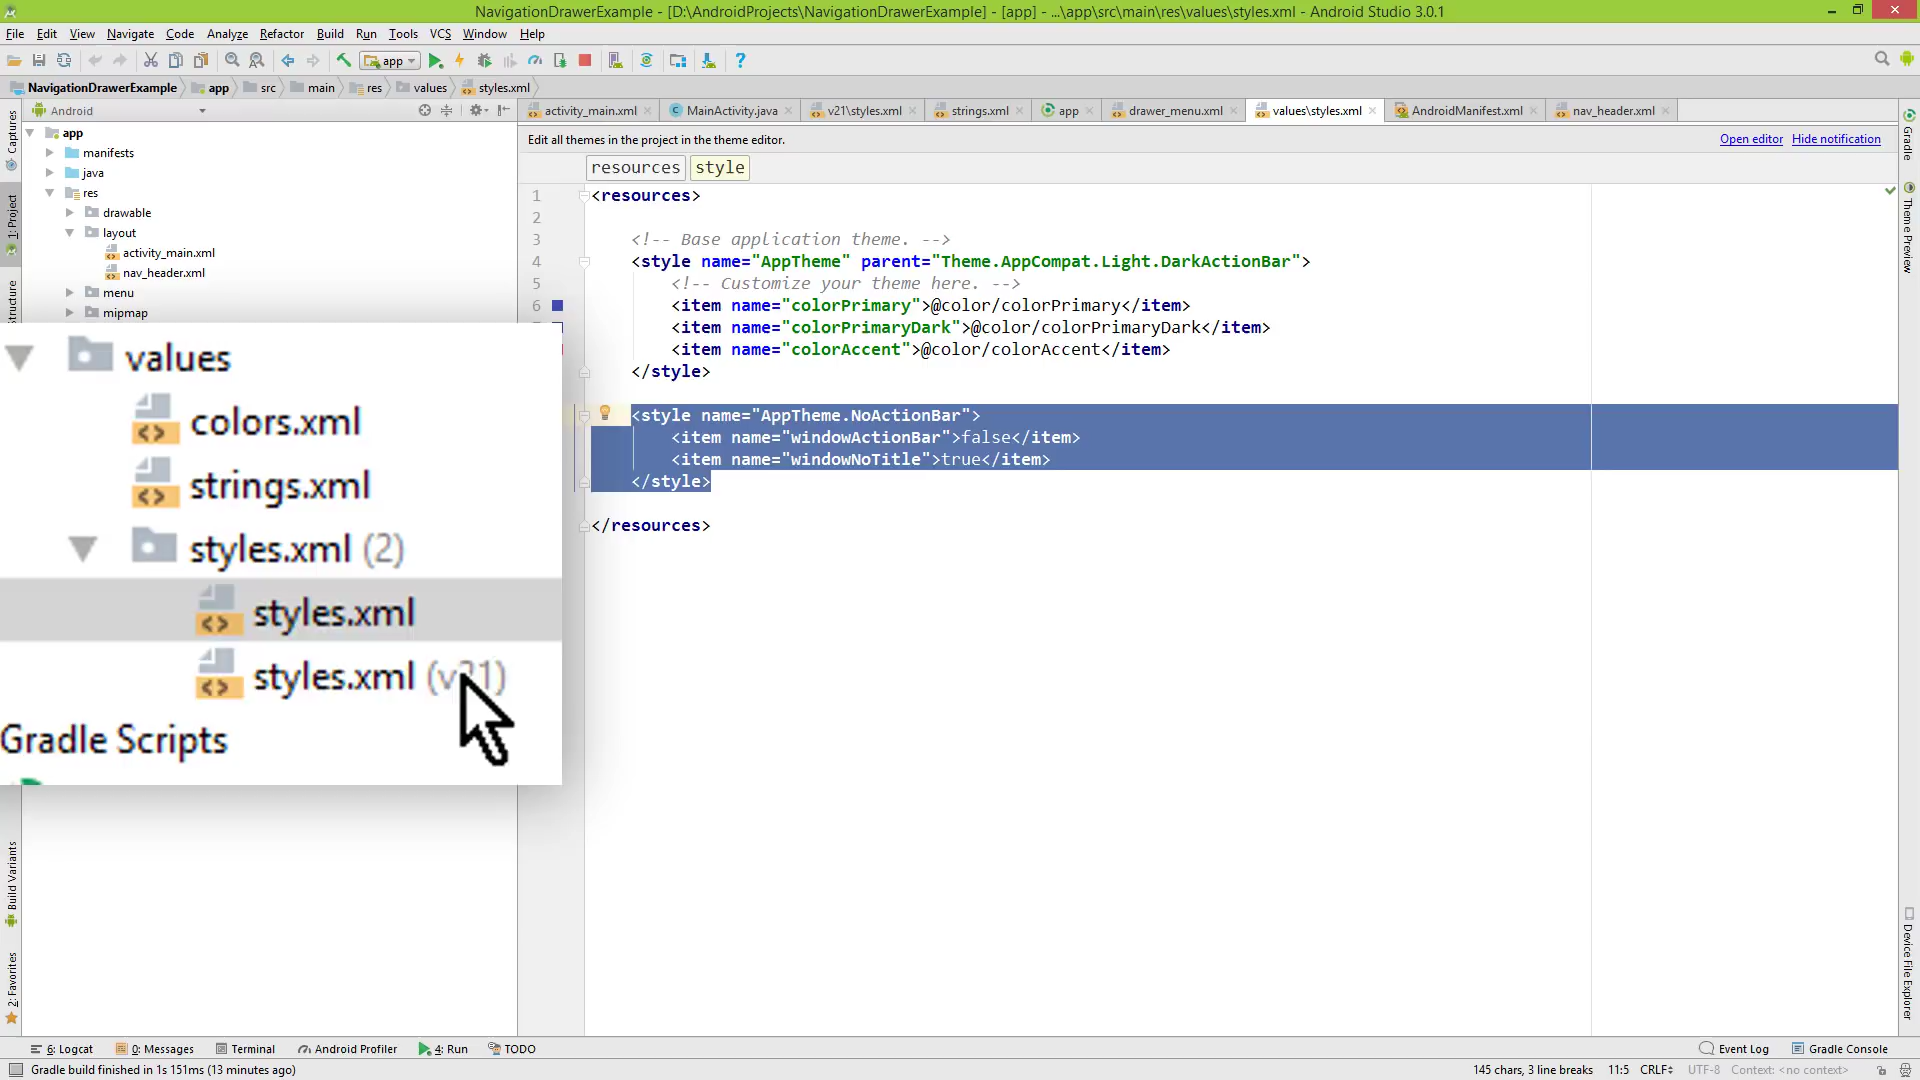 NavigationDrawerExample - [D:\AndroidProjects\NavigationDrawerExample] - [app] - ...\app\src\main\res\values\styles.xml - Android Studio 3.0.1
File Edit View Navigate Code Analyze Refactor Build Run Tools VCS Window Help
app
NavigationDrawerExample app src main res values styles.xml
Android
activity_main.xml MainActivity.java v21\styles.xml strings.xml app drawer_menu.xml values\styles.xml AndroidManifest.xml nav_header.xml
Edit all themes in the project in the theme editor. Open editor Hide notification
resources style
app
manifests
java
res
drawable
layout
activity_main.xml
nav_header.xml
menu
mipmap
values
colors.xml
strings.xml
styles.xml (2)
styles.xml
styles.xml (v21)
Gradle Scripts
1 <resources>
2
3 <!-- Base application theme. -->
4 <style name="AppTheme" parent="Theme.AppCompat.Light.DarkActionBar">
5 <!-- Customize your theme here. -->
6 <item name="colorPrimary">@color/colorPrimary</item>
<item name="colorPrimaryDark">@color/colorPrimaryDark</item>
<item name="colorAccent">@color/colorAccent</item>
</style>
<style name="AppTheme.NoActionBar">
<item name="windowActionBar">false</item>
<item name="windowNoTitle">true</item>
</style>
</resources>
Captures
1: Project
Structure
Build Variants
2: Favorites
Gradle
Theme Preview
Device File Explorer
6: Logcat 0: Messages Terminal Android Profiler 4: Run TODO Event Log Gradle Console
Gradle build finished in 1s 151ms (13 minutes ago) 145 chars, 3 line breaks 11:5 CRLF UTF-8 Context: <no context>